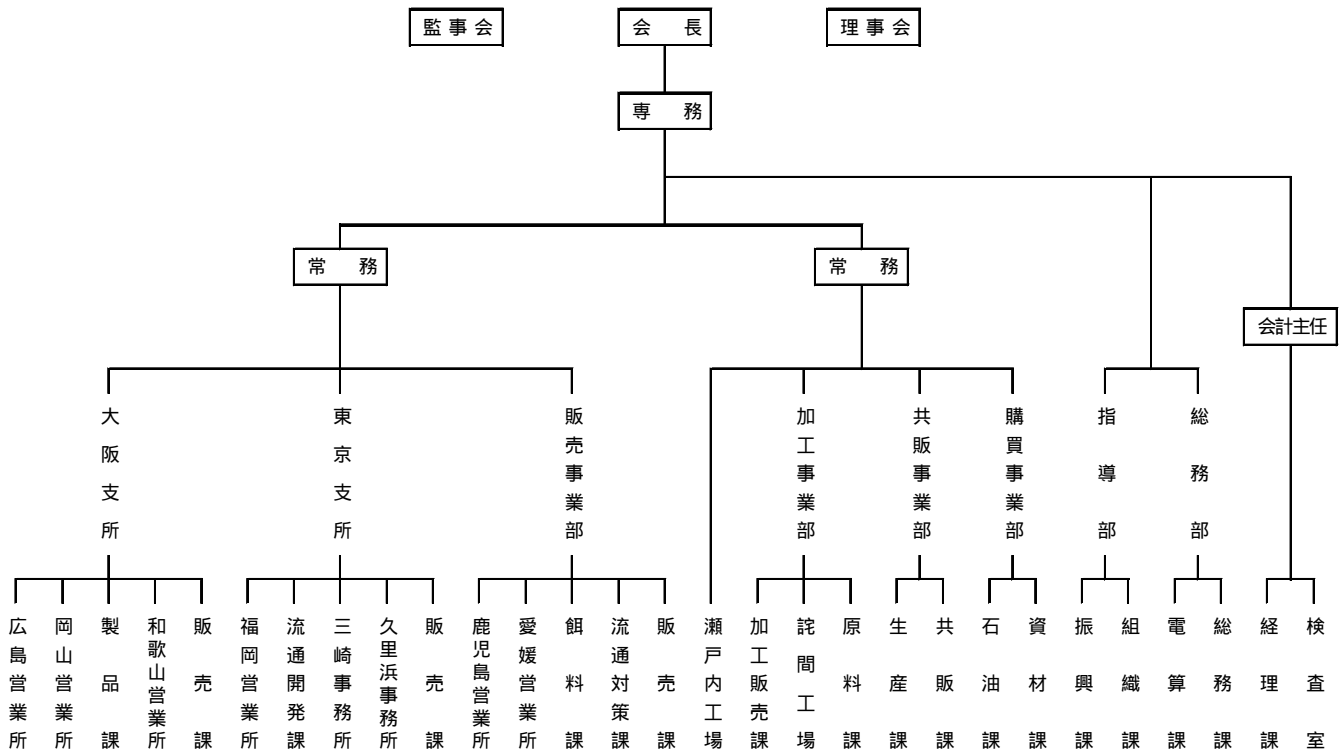 監事会
会長
理事会
専務
常務
常務
会計主任
大阪支所
東京支所
販売事業部
加工事業部
共販事業部
購買事業部
指導部
総務部
広島営業所
岡山営業所
製品課
和歌山営業所
販売課
福岡営業所
流通開発課
三崎事務所
久里浜事務所
販売課
鹿児島営業所
愛媛営業所
餌料課
流通対策課
販売課
瀬戸内工場
加工販売課
詫間工場
原料課
生産課
共販課
石油課
資材課
振興課
組織課
電算課
総務課
経理課
検査室